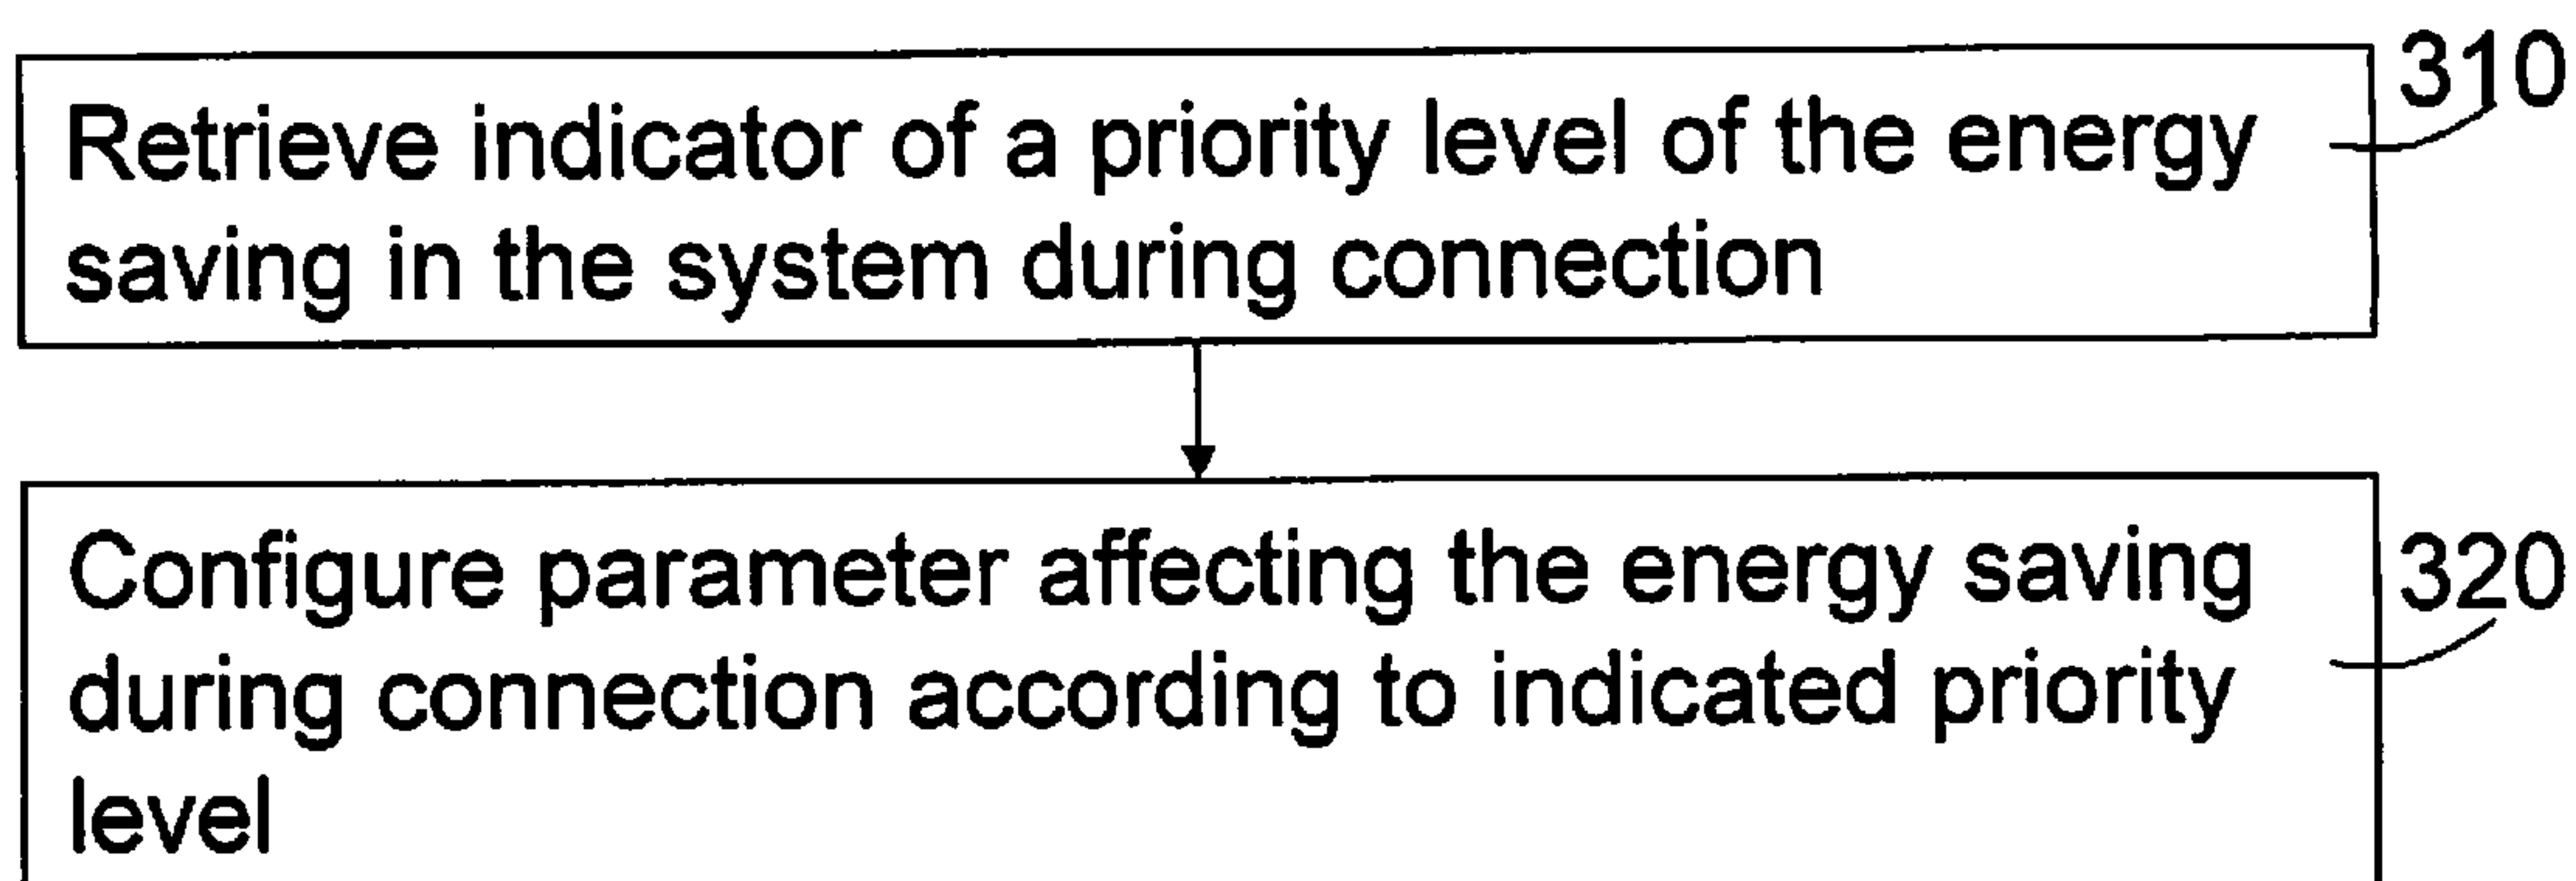 310
Retrieve indicator of a priority level of the energy
saving in the system during connection
320
Configure parameter affecting the energy saving
during connection according to indicated priority
level